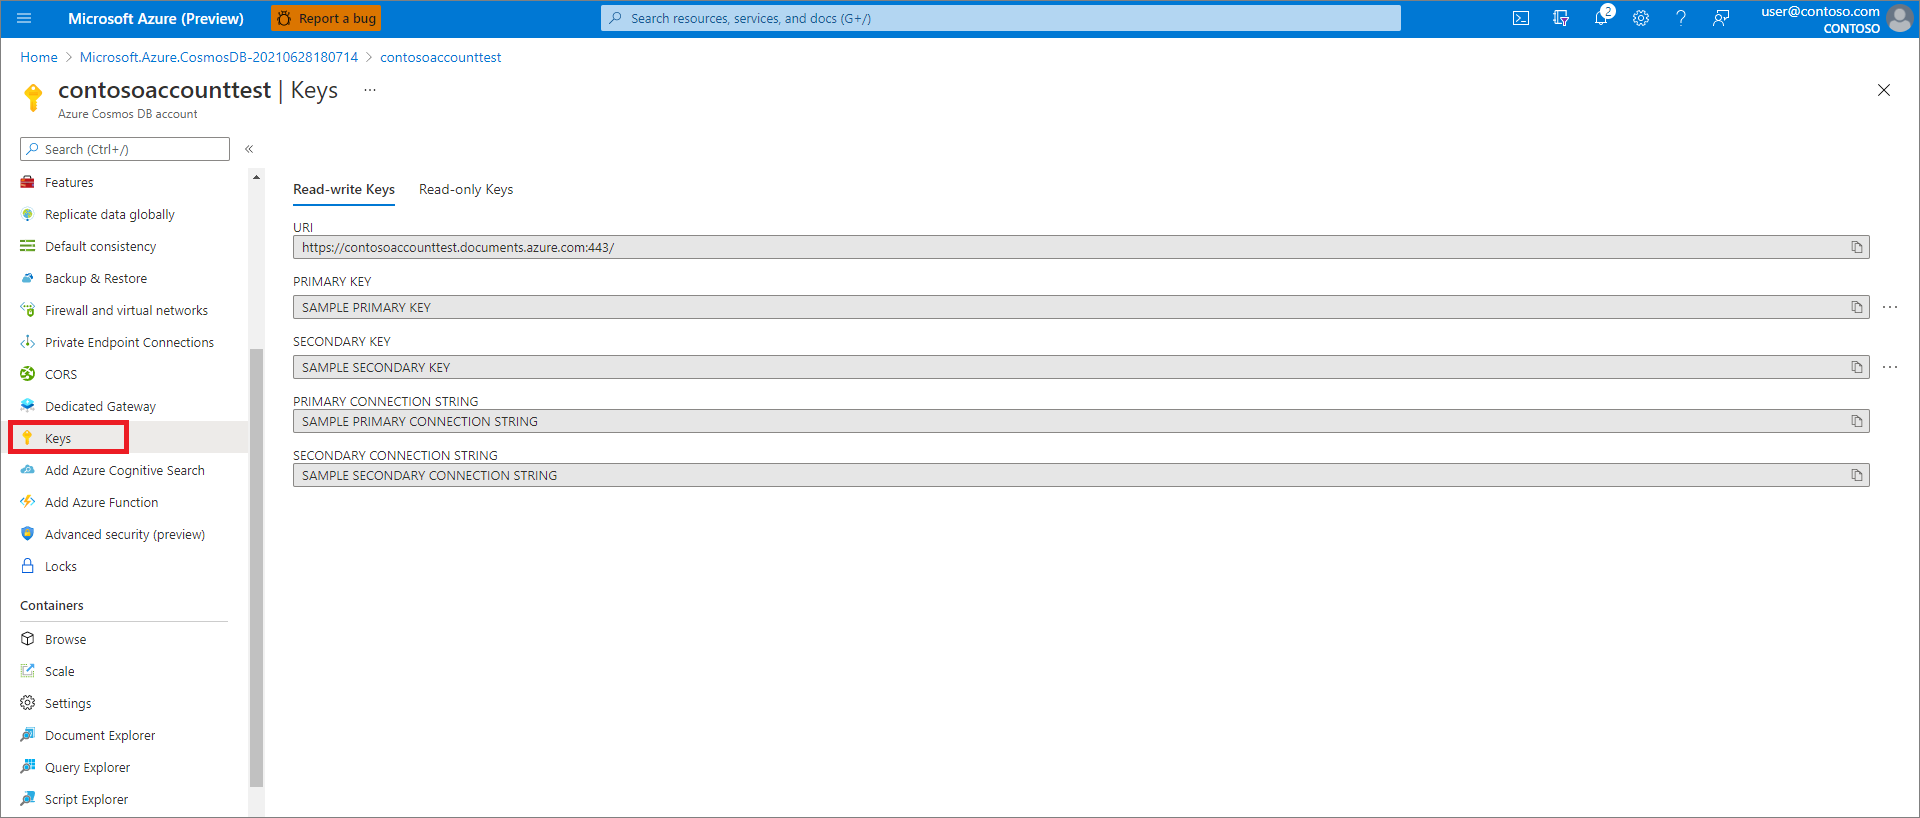 Microsoft Azure (Preview)
Report a bug
Search resources, services, and docs (G+/)
2
user@contoso.com
CONTOSO
Home > Microsoft.Azure.CosmosDB-20210628180714 > contosoaccounttest
contosoaccounttest | Keys ...
Azure Cosmos DB account
Search (Ctrl+/)
Features
Replicate data globally
Default consistency
Backup & Restore
Firewall and virtual networks
Private Endpoint Connections
CORS
Dedicated Gateway
Keys
Add Azure Cognitive Search
Add Azure Function
Advanced security (preview)
Locks
Containers
Browse
Scale
Settings
Document Explorer
Query Explorer
Script Explorer
Read-write Keys
Read-only Keys
URI
https://contosoaccounttest.documents.azure.com:443/
PRIMARY KEY
SAMPLE PRIMARY KEY
SECONDARY KEY
SAMPLE SECONDARY KEY
PRIMARY CONNECTION STRING
SAMPLE PRIMARY CONNECTION STRING
SECONDARY CONNECTION STRING
SAMPLE SECONDARY CONNECTION STRING